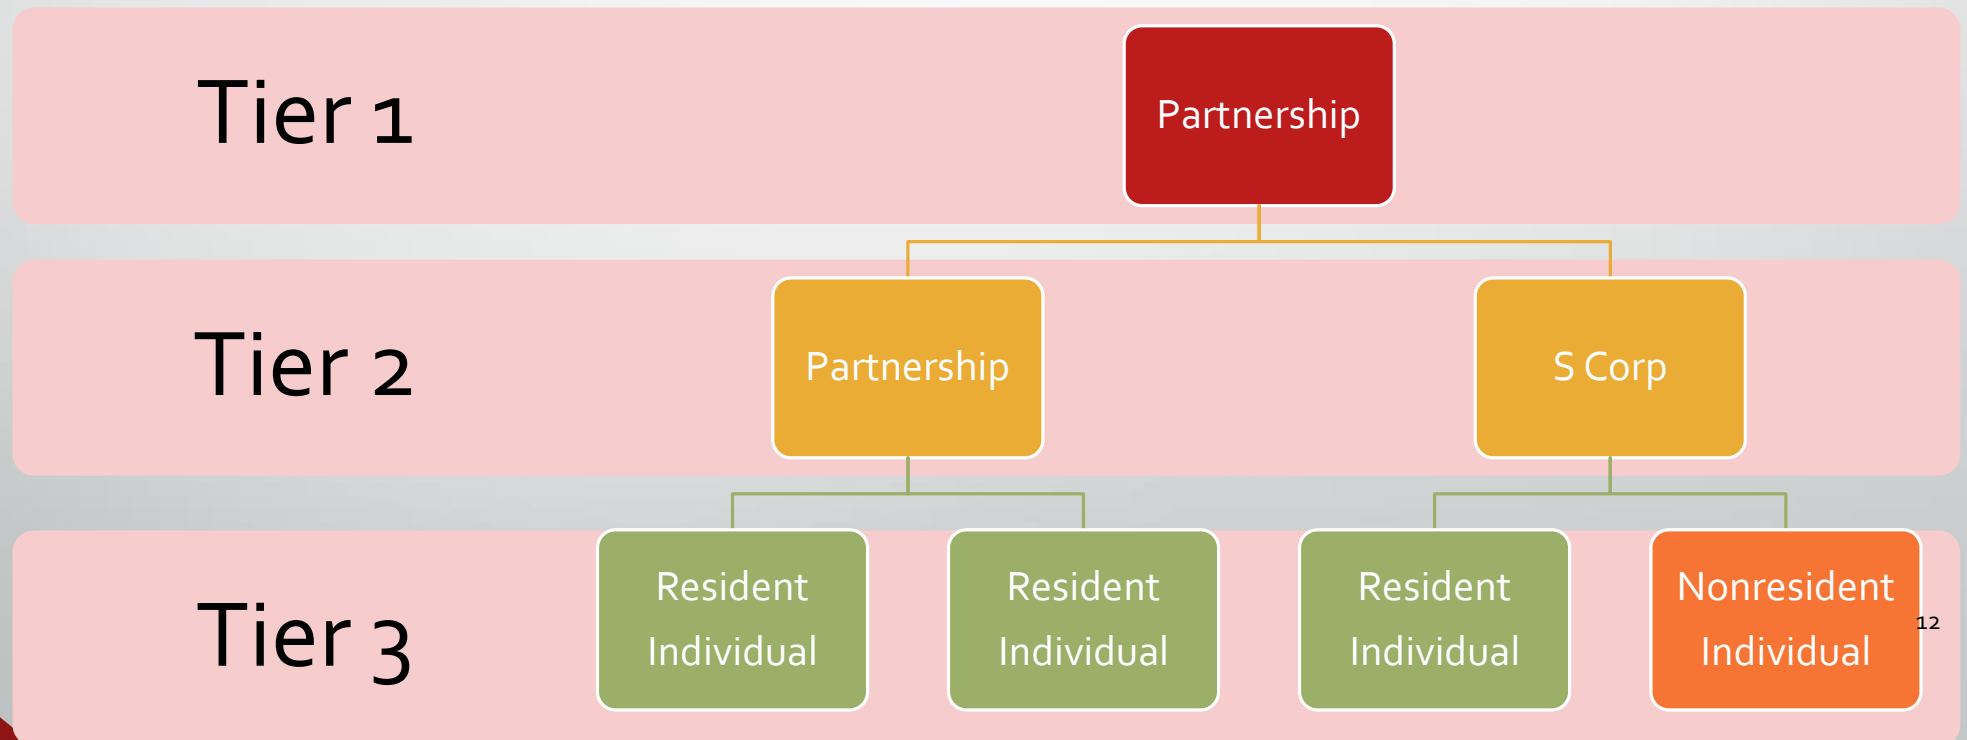 Tier 1
Partnership
Tier 2
Partnership
S Corp
Tier 3
Resident
Individual
Resident
Individual
Resident
Individual
Nonresident
Individual
12